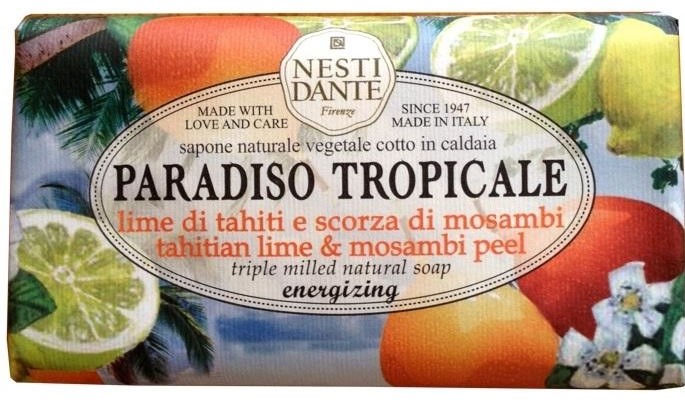 NESTI
DANTE
Firenze
MADE WITH
LOVE AND CARE
SINCE 1947
MADE IN ITALY
sapone naturale vegetale cotto in caldaia
PARADISO TROPICALE
lime di tahiti e scorza di mosambi
tahitian lime & mosambi peel
triple milled natural soap
energizing